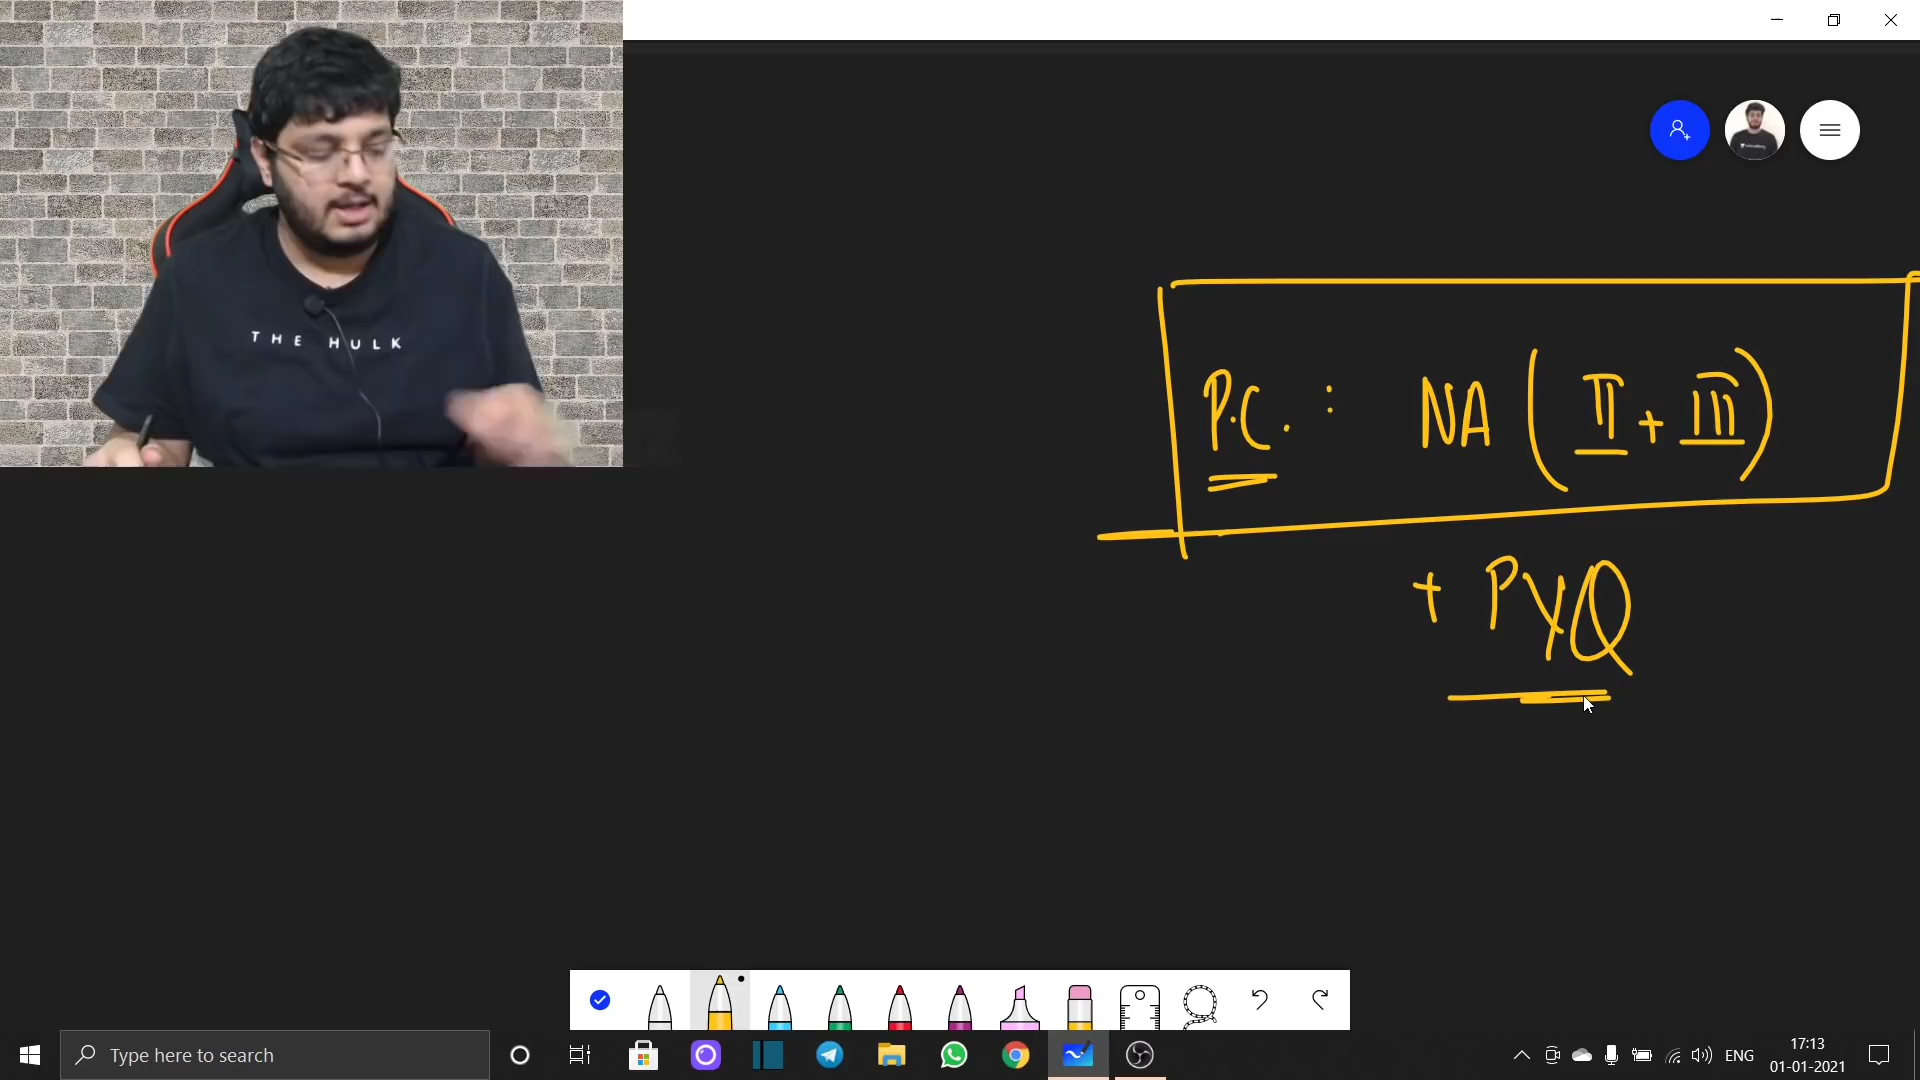 THE HULK
P.C. : NA (II + III)
+ PYQ
Type here to search
ENG
17:13
01-01-2021